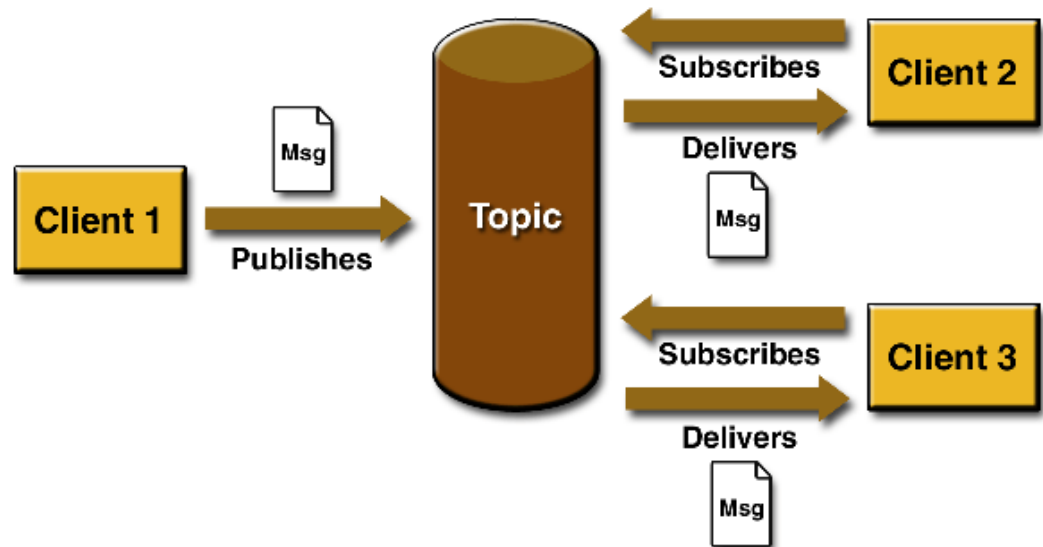 Msg
Client 1
Publishes
Topic
Subscribes
Client 2
Delivers
Msg
Subscribes
Client 3
Delivers
Msg